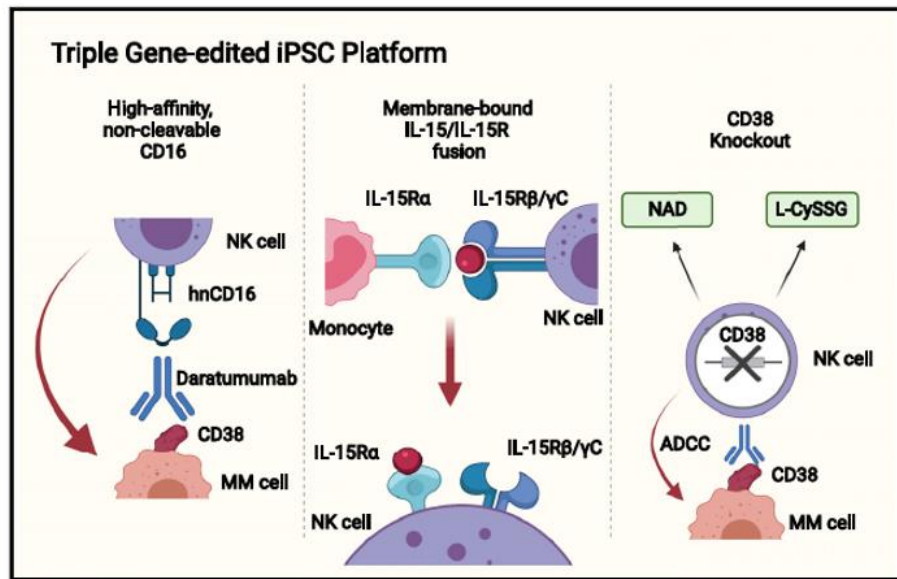 Triple Gene-edited iPSC Platform
High-affinity,
non-cleavable
CD16
NK cell
hnCD16
Daratumumab
CD38
MM cell
Membrane-bound
IL-15/IL-15R
fusion
IL-15Rα
IL-15Rβ/γC
Monocyte
NK cell
IL-15Rα
IL-15Rβ/γC
NK cell
CD38
Knockout
NAD
L-CySSG
CD38
NK cell
ADCC
CD38
MM cell